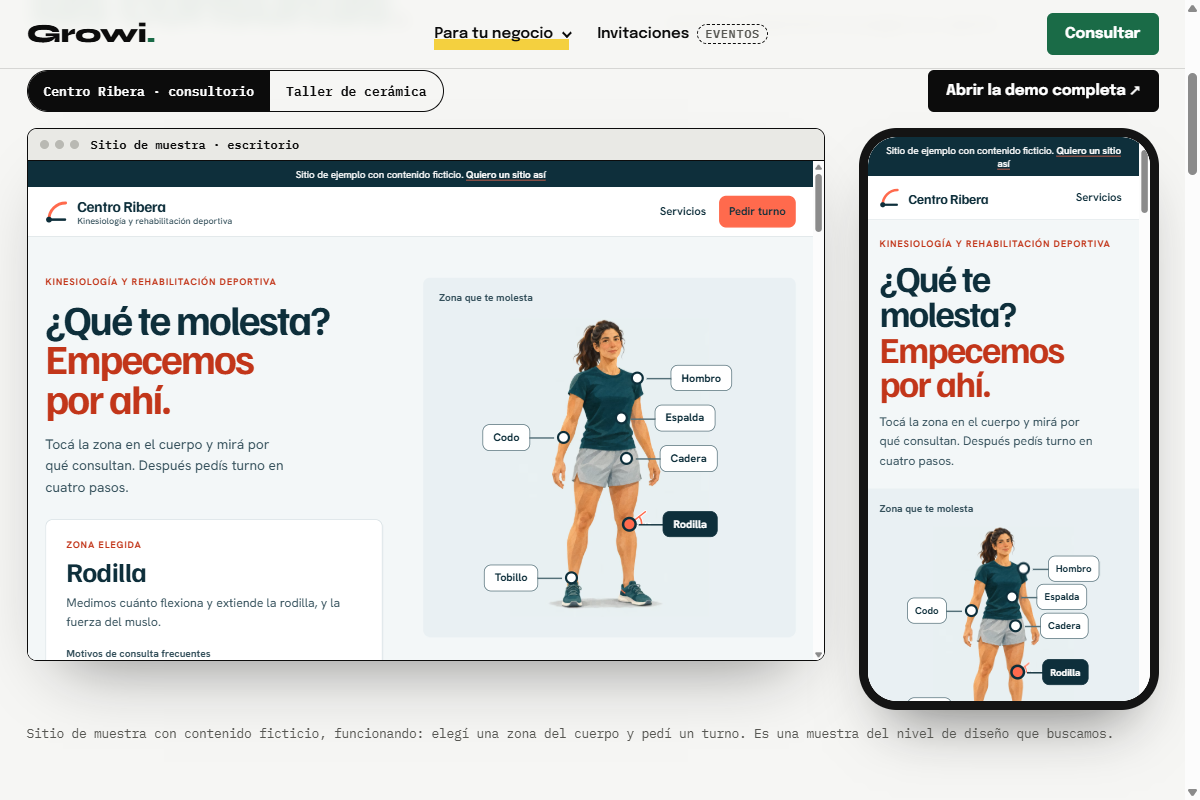 Growi.
Para tu negocio
Invitaciones EVENTOS
Consultar
Centro Ribera · consultorio
Taller de cerámica
Abrir la demo completa ↗
Sitio de muestra · escritorio
Sitio de ejemplo con contenido ficticio. Quiero un sitio así
Centro Ribera
Kinesiología y rehabilitación deportiva
Servicios
Pedir turno
KINESIOLOGÍA Y REHABILITACIÓN DEPORTIVA
¿Qué te molesta?
Empecemos
por ahí.
Tocá la zona en el cuerpo y mirá por
qué consultan. Después pedís turno en
cuatro pasos.
ZONA ELEGIDA
Rodilla
Medimos cuánto flexiona y extiende la rodilla, y la
fuerza del muslo.
Motivos de consulta frecuentes
Zona que te molesta
Hombro
Espalda
Codo
Cadera
Rodilla
Tobillo
Sitio de ejemplo con contenido ficticio. Quiero un sitio
así
Centro Ribera
Servicios
KINESIOLOGÍA Y REHABILITACIÓN DEPORTIVA
¿Qué te
molesta?
Empecemos
por ahí.
Tocá la zona en el cuerpo y mirá por
qué consultan. Después pedís turno en
cuatro pasos.
Zona que te molesta
Hombro
Espalda
Codo
Cadera
Rodilla
Sitio de muestra con contenido ficticio, funcionando: elegí una zona del cuerpo y pedí un turno. Es una muestra del nivel de diseño que buscamos.